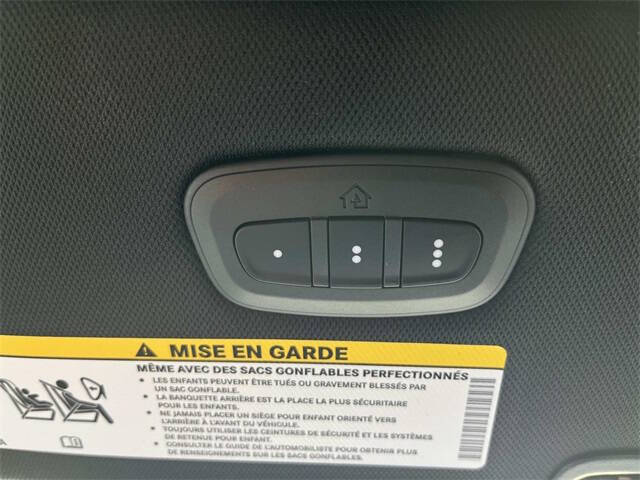 MISE EN GARDE
MÊME AVEC DES SACS GONFLABLES PERFECTIONNÉS
• LES ENFANTS PEUVENT ÊTRE TUÉS OU GRAVEMENT BLESSÉS PAR
UN SAC GONFLABLE.
• LA BANQUETTE ARRIÈRE EST LA PLACE LA PLUS SÉCURITAIRE
POUR LES ENFANTS.
• NE JAMAIS PLACER UN SIÈGE POUR ENFANT ORIENTÉ VERS
L'ARRIÈRE À L'AVANT DU VÉHICULE.
• TOUJOURS UTILISER LES CEINTURES DE SÉCURITÉ ET LES SYSTÈMES
DE RETENUE POUR ENFANT.
• CONSULTER LE GUIDE DE L'AUTOMOBILISTE POUR OBTENIR PLUS
DE RENSEIGNEMENTS SUR LES SACS GONFLABLES.